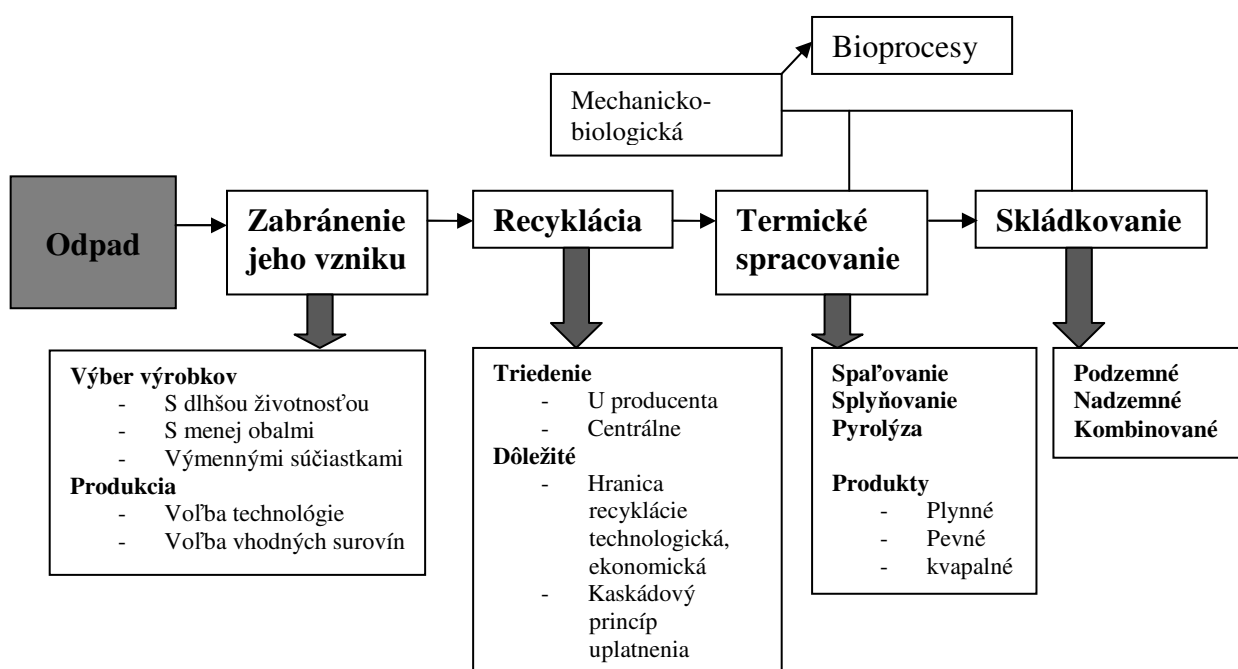 Bioprocesy
Mechanicko-
biologická
Odpad
Zabránenie
jeho vzniku
Recyklácia
Termické
spracovanie
Skládkovanie
Výber výrobkov
- S dlhšou životnosťou
- S menej obalmi
- Výmennými súčiastkami
Produkcia
- Voľba technológie
- Voľba vhodných surovín
Triedenie
- U producenta
- Centrálne
Dôležité
- Hranica
recyklácie
technologická,
ekonomická
- Kaskádový
princíp
uplatnenia
Spaľovanie
Splyňovanie
Pyrolýza
Produkty
- Plynné
- Pevné
- kvapalné
Podzemné
Nadzemné
Kombinované